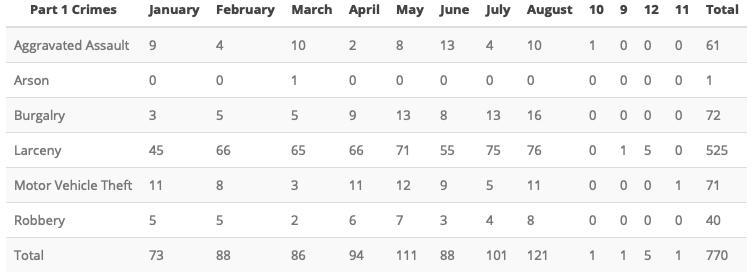 Part 1 Crimes January February March April May June July August 10 9 12 11 Total
Aggravated Assault 9 4 10 2 8 13 4 10 1 0 0 0 61
Arson 0 0 1 0 0 0 0 0 0 0 0 0 1
Burgalry 3 5 5 9 13 8 13 16 0 0 0 0 72
Larceny 45 66 65 66 71 55 75 76 0 1 5 0 525
Motor Vehicle Theft 11 8 3 11 12 9 5 11 0 0 0 1 71
Robbery 5 5 2 6 7 3 4 8 0 0 0 0 40
Total 73 88 86 94 111 88 101 121 1 1 5 1 770